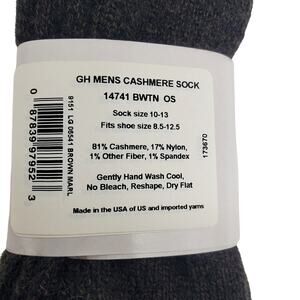 GH MENS CASHMERE SOCK
14741 BWTN OS
Sock size 10-13
Fits shoe size 8.5-12.5
81% Cashmere, 17% Nylon,
1% Other Fiber, 1% Spandex
Gently Hand Wash Cool,
No Bleach, Reshape, Dry Flat
Made in the USA of US and imported yarns
173670
9151 LG 08541 BROWN MARL
0 87839 97952 3